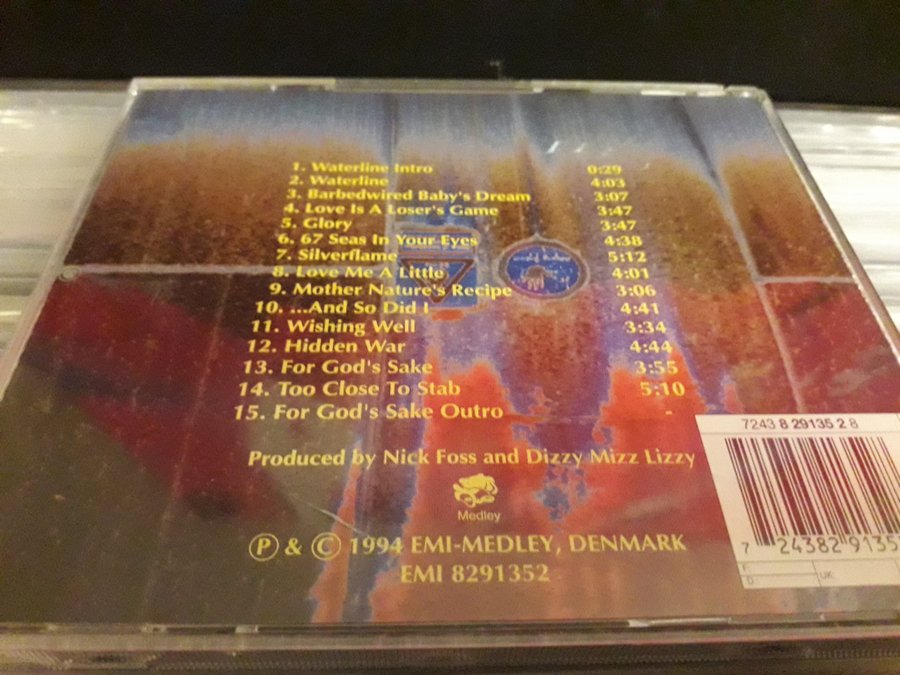 1. Waterline Intro 0:29
2. Waterline 4:03
3. Barbedwired Baby's Dream 3:07
4. Love Is A Loser's Game 3:47
5. Glory 3:47
6. 67 Seas In Your Eyes 4:38
7. Silverflame 5:12
8. Love Me A Little 4:01
9. Mother Nature's Recipe 3:06
10. ...And So Did I 4:41
11. Wishing Well 3:34
12. Hidden War 4:44
13. For God's Sake 3:55
14. Too Close To Stab 5:10
15. For God's Sake Outro -
Produced by Nick Foss and Dizzy Mizz Lizzy
Medley
Ⓟ & © 1994 EMI-MEDLEY, DENMARK
EMI 8291352
7243 8 29135 2 8
7 24382 9135
F:
D:
UK: